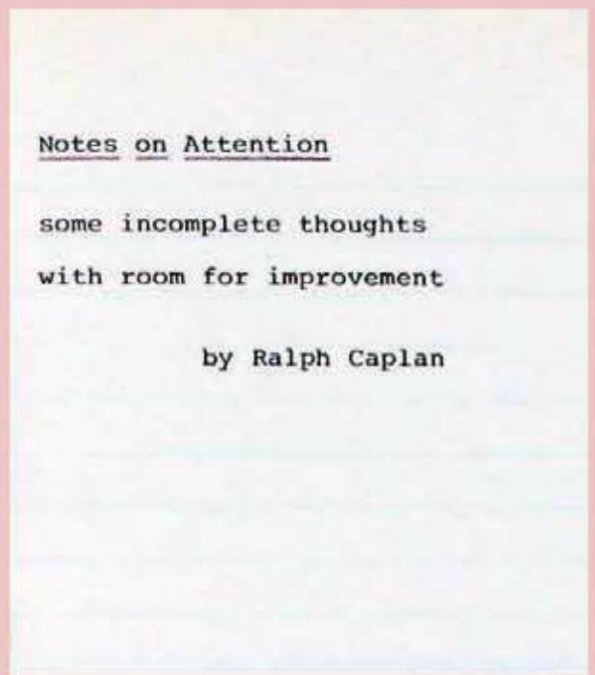 Notes on Attention
some incomplete thoughts
with room for improvement
by Ralph Caplan